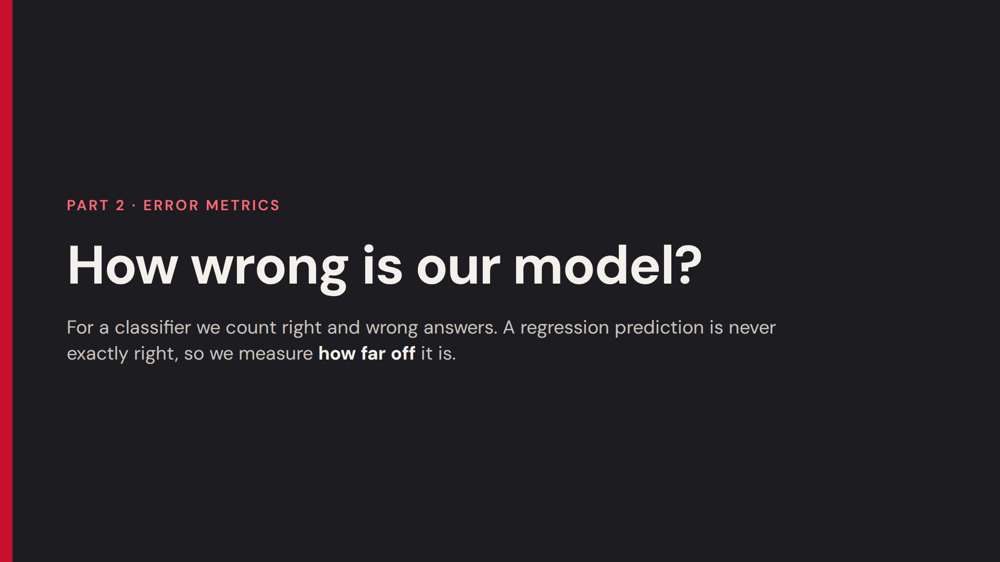 PART 2 · ERROR METRICS
How wrong is our model?
For a classifier we count right and wrong answers. A regression prediction is never
exactly right, so we measure how far off it is.